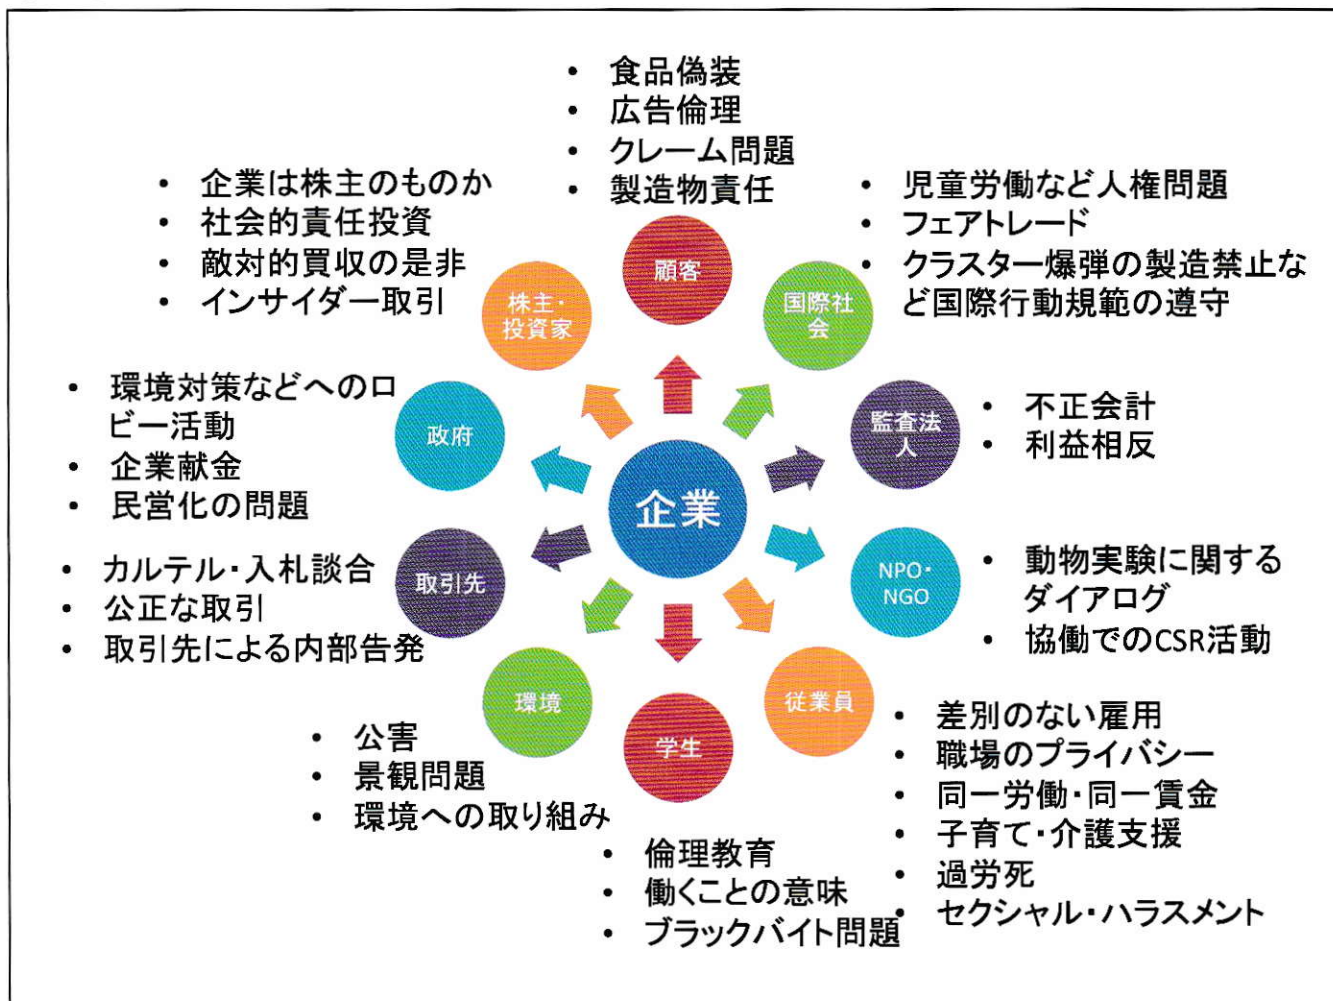 • 食品偽装
• 広告倫理
• クレーム問題
• 製造物責任
顧客
• 児童労働など人権問題
• フェアトレード
• クラスター爆弾の製造禁止な
ど国際行動規範の遵守
国際社
会
• 不正会計
• 利益相反
監査法
人
• 動物実験に関する
ダイアログ
• 協働でのCSR活動
NPO・
NGO
• 差別のない雇用
• 職場のプライバシー
• 同一労働・同一賃金
• 子育て・介護支援
• 過労死
• セクシャル・ハラスメント
従業員
• 倫理教育
• 働くことの意味
• ブラックバイト問題
学生
• 公害
• 景観問題
• 環境への取り組み
環境
• カルテル・入札談合
• 公正な取引
• 取引先による内部告発
取引先
• 環境対策などへのロ
ビー活動
• 企業献金
• 民営化の問題
政府
• 企業は株主のものか
• 社会的責任投資
• 敵対的買収の是非
• インサイダー取引
株主・
投資家
企業